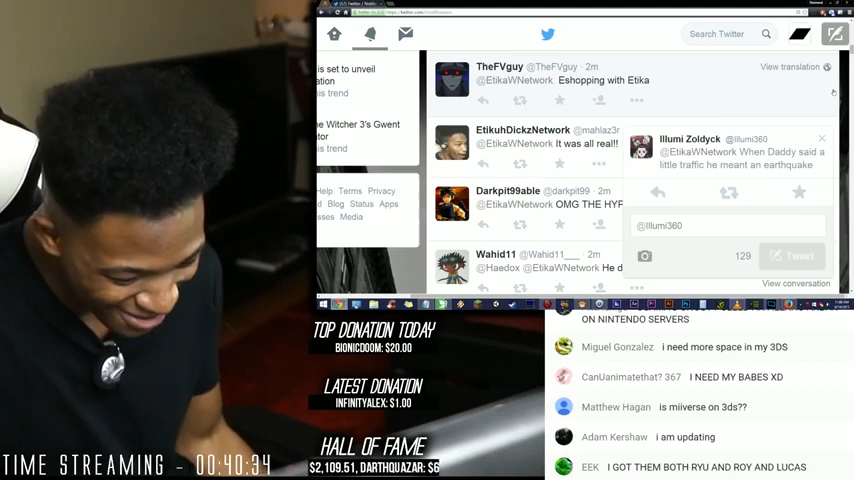 Search Twitter
is set to unveil
ation
his trend
he Witcher 3's Gwent
ator
his trend
Help Terms Privacy
Blog Status Apps
sses Media
TheFVguy @TheFVguy · 2m
View translation
@EtikaWNetwork Eshopping with Etika
EtikuhDickzNetwork @mahlaz3r
@EtikaWNetwork It was all real!!
Darkpit99able @darkpit99 · 2m
@EtikaWNetwork OMG THE HYP
Wahid11 @Wahid11___ · 2m
@Haedox @EtikaWNetwork He d
Illumi Zoldyck @Illumi360
@EtikaWNetwork When Daddy said a
little traffic he meant an earthquake
@Illumi360
129
Tweet
View conversation
ON NINTENDO SERVERS
Miguel Gonzalez i need more space in my 3DS
CanUanimatethat? 367 I NEED MY BABES XD
Matthew Hagan is miiverse on 3ds??
Adam Kershaw i am updating
EEK I GOT THEM BOTH RYU AND ROY AND LUCAS
TOP DONATION TODAY
BIONICDOOM: $20.00
LATEST DONATION
INFINITYALEX: $1.00
HALL OF FAME
$2,109.51, DARTHQUAZAR: $6
TIME STREAMING - 00:40:34